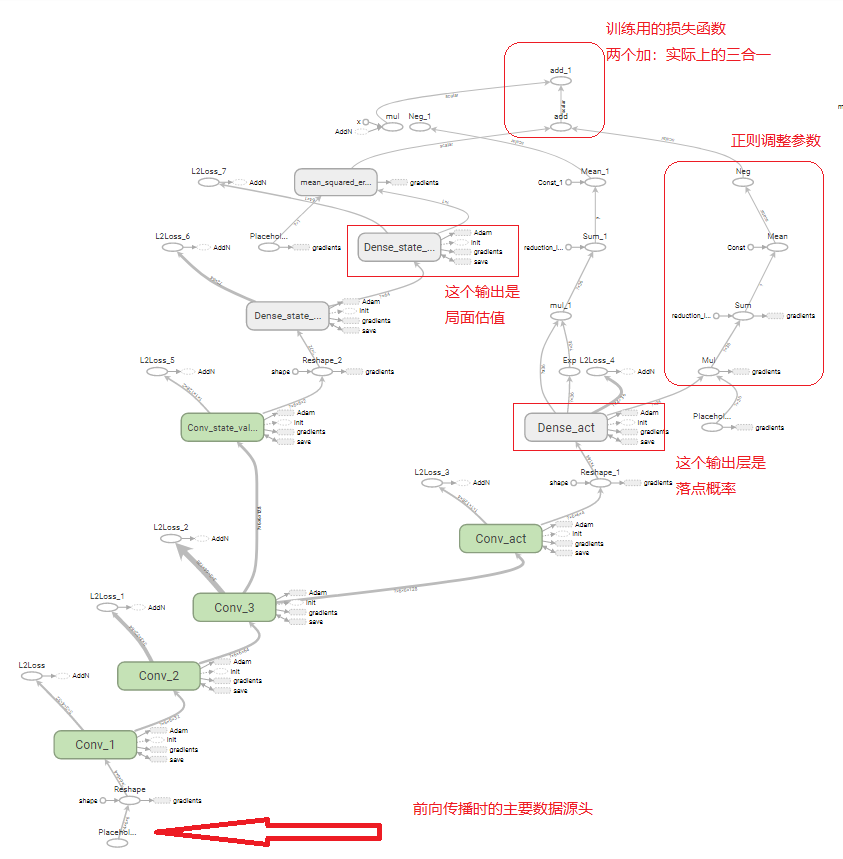 训练用的损失函数
两个加：实际上的三合一
add_1
x
mul
Neg_1
add
AddN
正则调整参数
L2Loss_7
AddN
mean_squared_er...
gradients
Const_1
Mean_1
Neg
L2Loss_6
AddN
Placehol...
gradients
Dense_state_...
Adam
init
gradients
save
reduction_i...
Sum_1
Const
Mean
这个输出是
局面估值
Dense_state_...
Adam
init
gradients
save
mul_1
reduction_i...
Sum
gradients
L2Loss_5
AddN
shape
Reshape_2
gradients
Exp
L2Loss_4
AddN
Mul
gradients
Conv_state_val...
Adam
init
gradients
save
Dense_act
Adam
init
gradients
save
Placehol...
gradients
这个输出层是
落点概率
L2Loss_3
AddN
shape
Reshape_1
gradients
L2Loss_2
AddN
Conv_act
Adam
init
gradients
save
L2Loss_1
AddN
Conv_3
Adam
init
gradients
save
L2Loss
AddN
Conv_2
Adam
init
gradients
save
Conv_1
Adam
init
gradients
save
shape
Reshape
gradients
Placehol...
前向传播时的主要数据源头